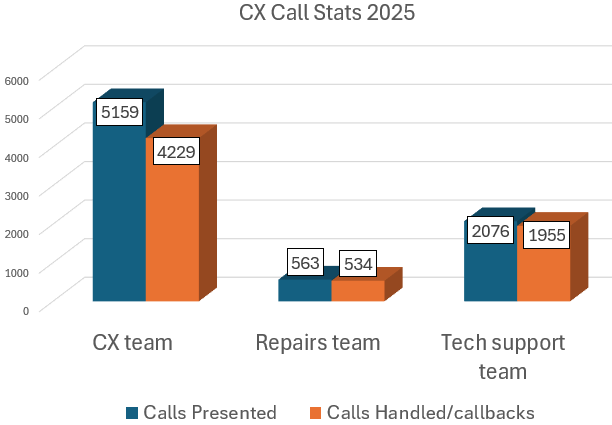 CX Call Stats 2025
6000
5000
4000
3000
2000
1000
0
5159
4229
563
534
2076
1955
CX team
Repairs team
Tech support
team
Calls Presented
Calls Handled/callbacks